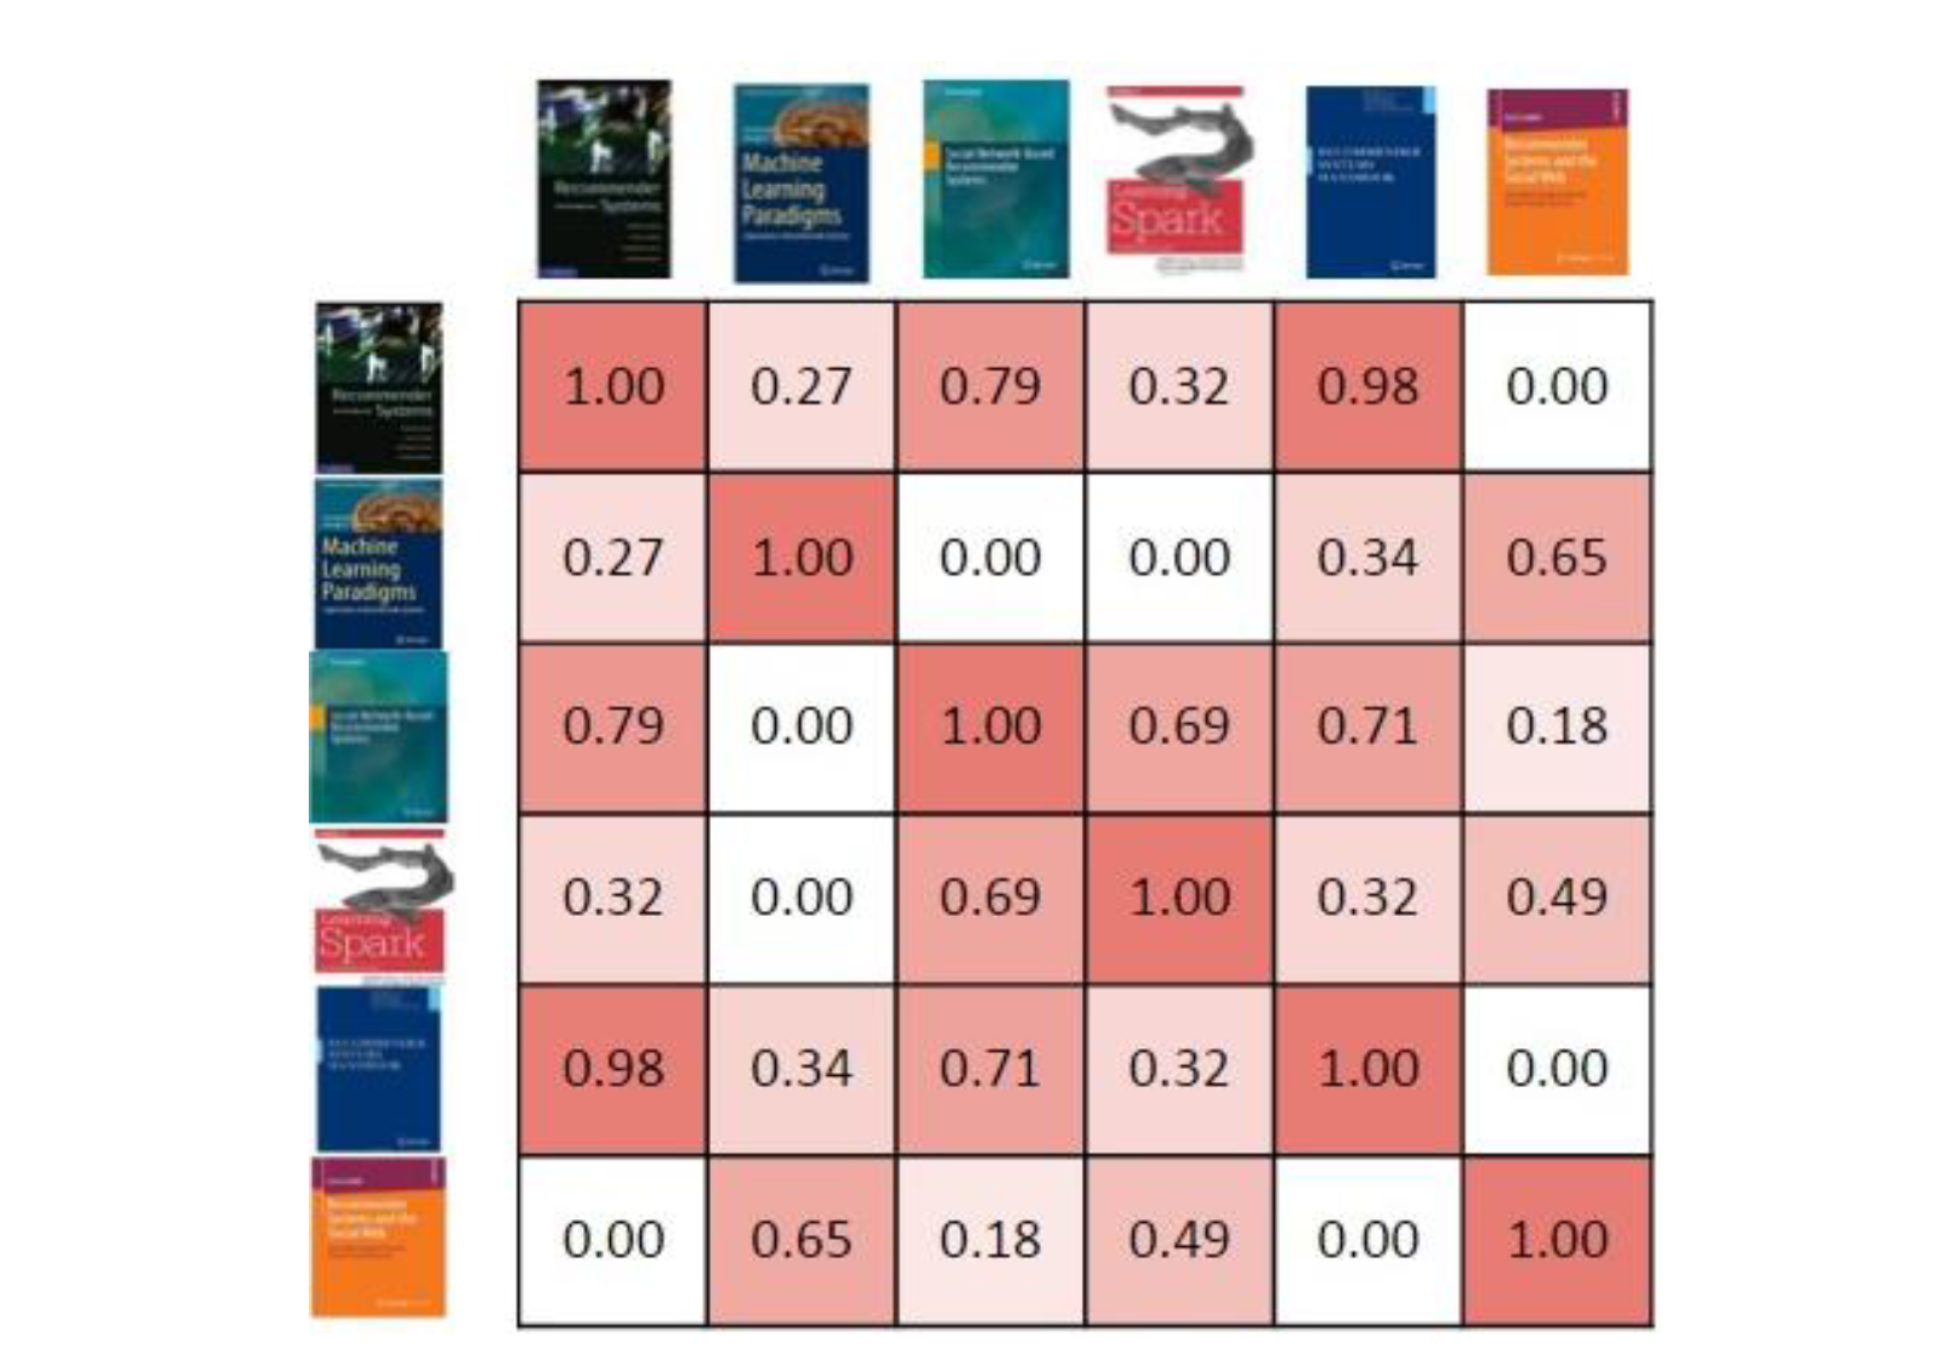 Recommender
Systems
Machine
Learning
Paradigms
Social Network-Based
Recommender
Systems
Learning
Spark
RECOMMENDER
SYSTEMS
HANDBOOK
Recommender
Systems and the
Social Web
Recommender
Systems
1.00 0.27 0.79 0.32 0.98 0.00
Machine
Learning
Paradigms
0.27 1.00 0.00 0.00 0.34 0.65
Social Network-Based
Recommender
Systems
0.79 0.00 1.00 0.69 0.71 0.18
Learning
Spark
0.32 0.00 0.69 1.00 0.32 0.49
RECOMMENDER
SYSTEMS
HANDBOOK
0.98 0.34 0.71 0.32 1.00 0.00
Recommender
Systems and the
Social Web
0.00 0.65 0.18 0.49 0.00 1.00